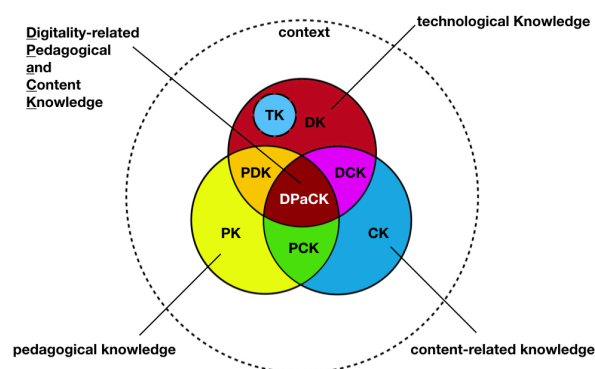 Digitality-related
Pedagogical
and
Content
Knowledge
context
technological Knowledge
TK
DK
PDK
DCK
DPaCK
PK
CK
PCK
pedagogical knowledge
content-related knowledge